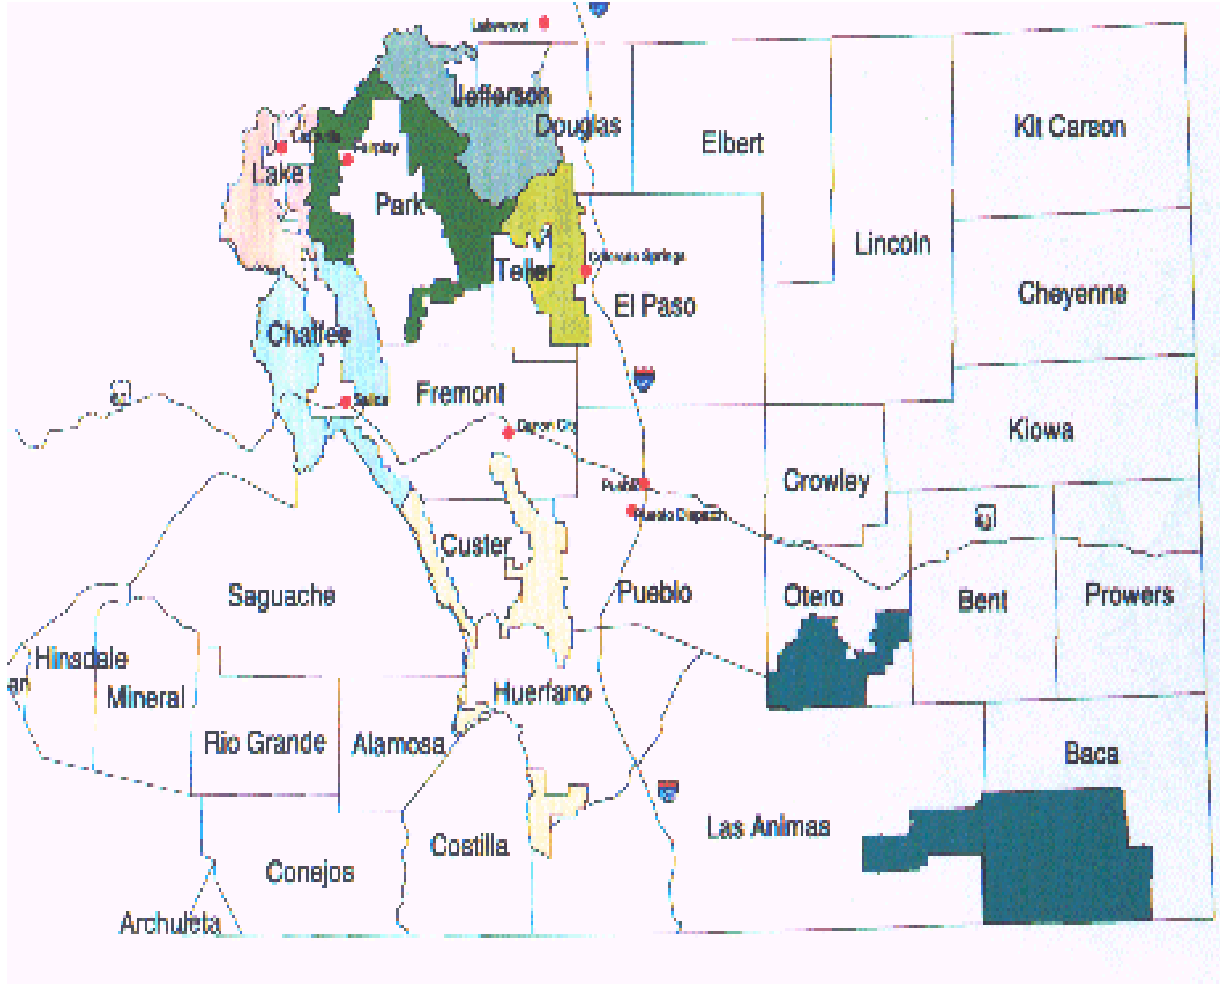 Lakewood
Jefferson
Douglas
Elbert
Kit Carson
Fairplay
Lake
Park
Lincoln
Teller
Colorado Springs
El Paso
Cheyenne
Chaffee
Fremont
Salida
Kiowa
Canon City
Crowley
Pueblo
Pueblo Dispatch
Custer
Saguache
Pueblo
Otero
Bent
Prowers
Hinsdale
Mineral
Huerfano
Rio Grande
Alamosa
Baca
Las Animas
Costilla
Conejos
Archuleta